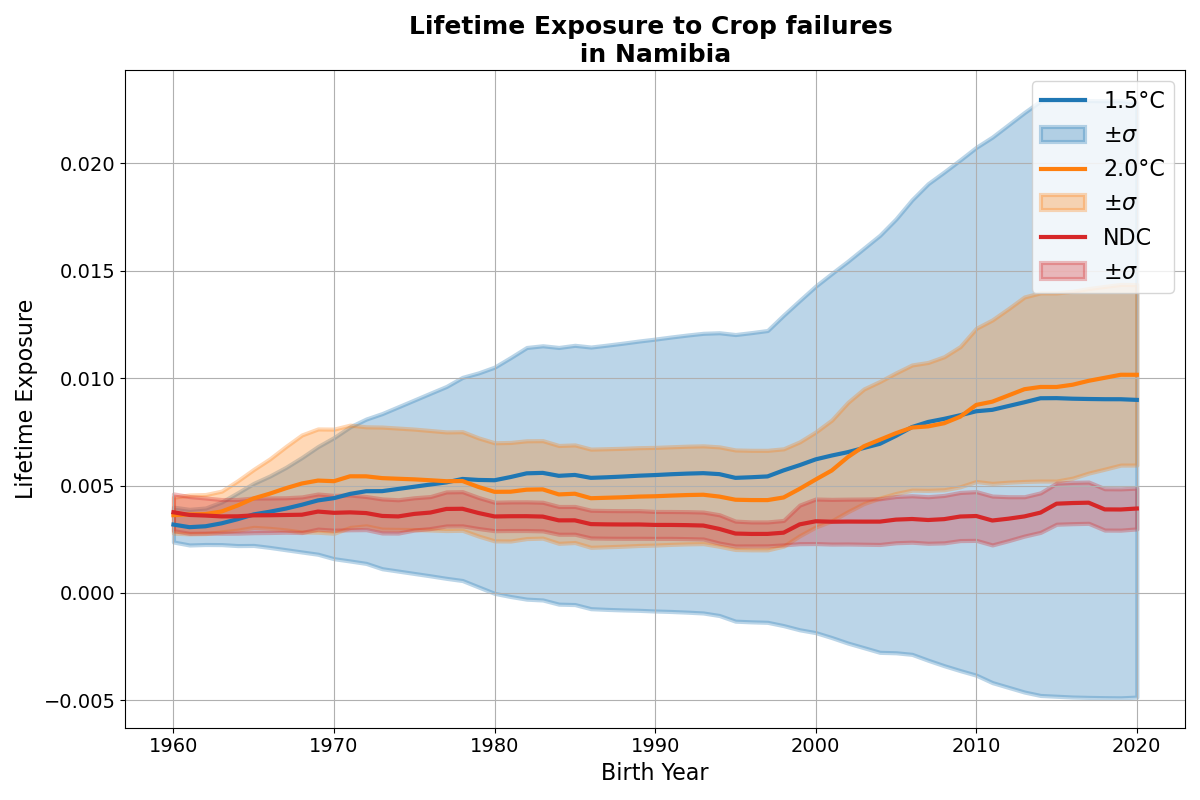 Lifetime Exposure to Crop failures
in Namibia
1.5°C
±σ
2.0°C
±σ
NDC
±σ
Lifetime Exposure
0.020
0.015
0.010
0.005
0.000
−0.005
1960 1970 1980 1990 2000 2010 2020
Birth Year